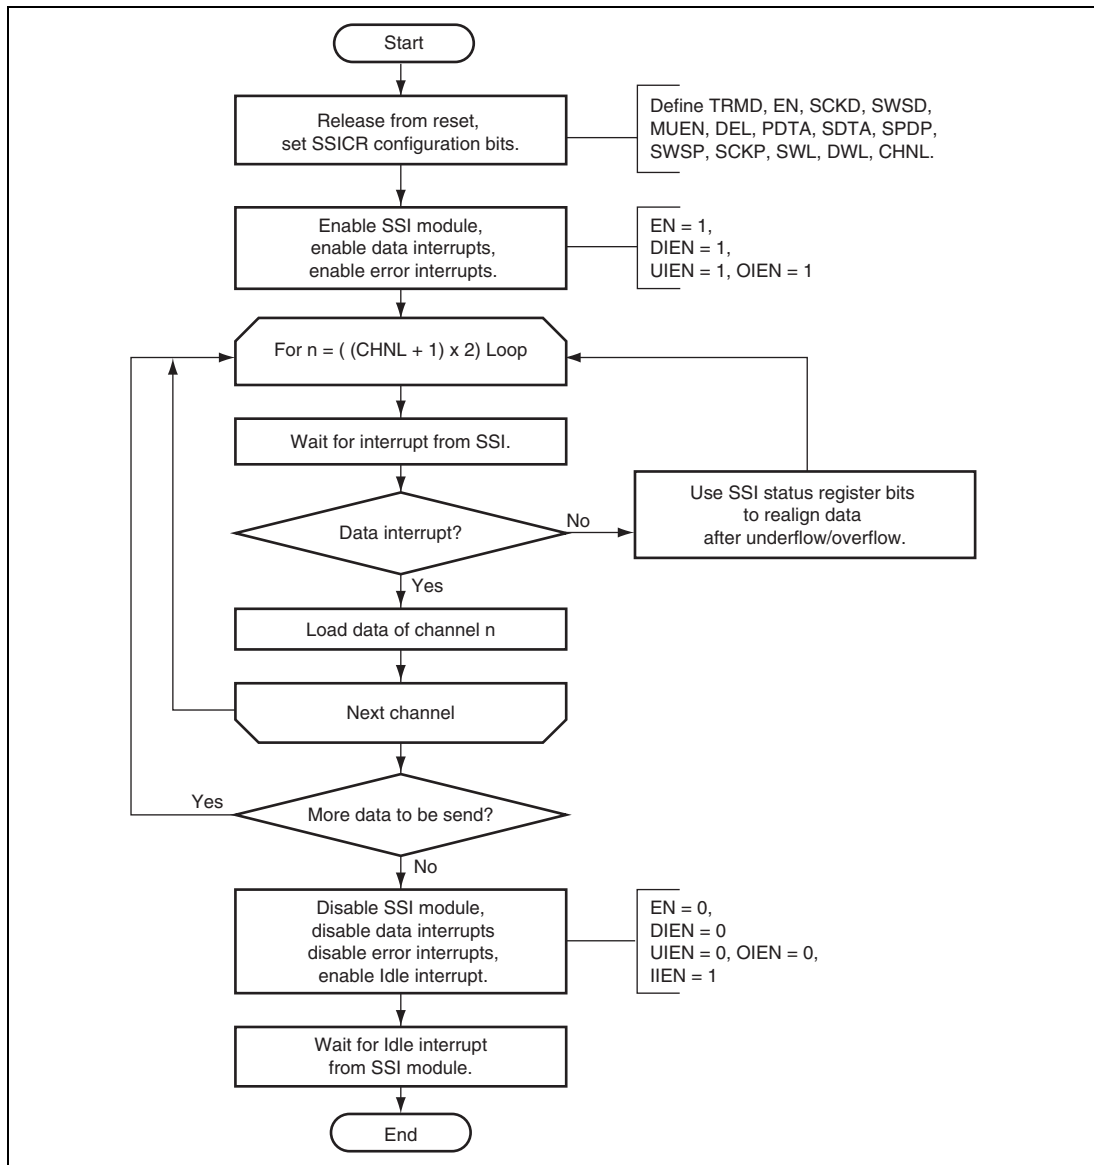 Start
Release from reset,
set SSICR configuration bits.
Define TRMD, EN, SCKD, SWSD,
MUEN, DEL, PDTA, SDTA, SPDP,
SWSP, SCKP, SWL, DWL, CHNL.
Enable SSI module,
enable data interrupts,
enable error interrupts.
EN = 1,
DIEN = 1,
UIEN = 1, OIEN = 1
For n = ( (CHNL + 1) x 2) Loop
Wait for interrupt from SSI.
Data interrupt?
No
Use SSI status register bits
to realign data
after underflow/overflow.
Yes
Load data of channel n
Next channel
Yes
More data to be send?
No
Disable SSI module,
disable data interrupts
disable error interrupts,
enable Idle interrupt.
EN = 0,
DIEN = 0
UIEN = 0, OIEN = 0,
IIEN = 1
Wait for Idle interrupt
from SSI module.
End